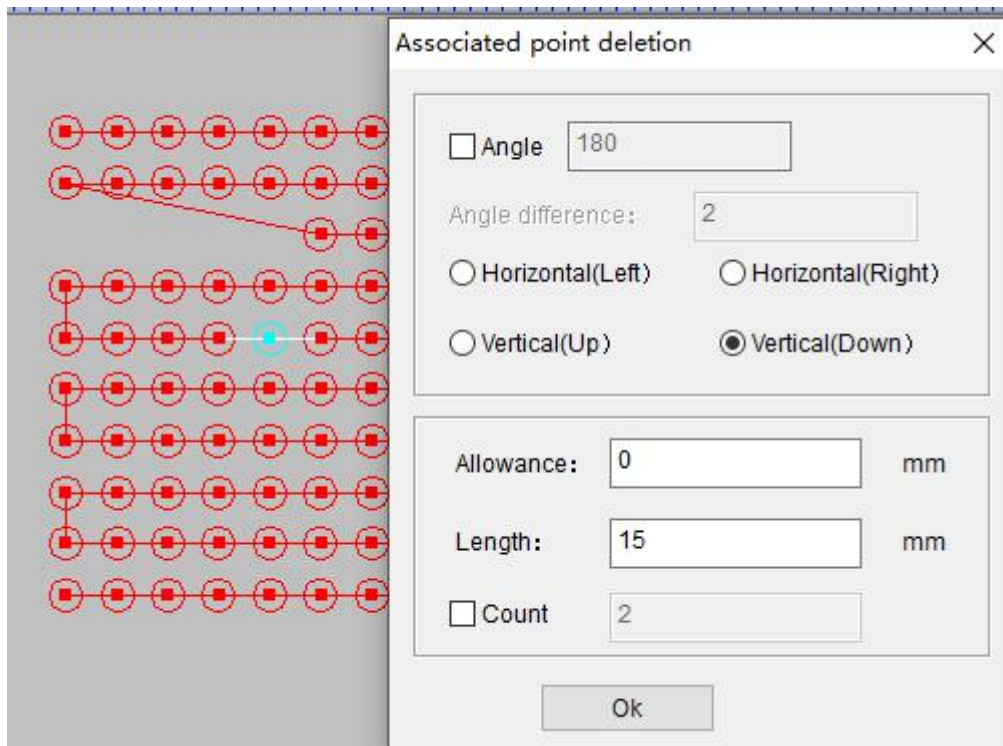 Associated point deletion
Angle 180
Angle difference： 2
Horizontal(Left） Horizontal(Right）
Vertical(Up） Vertical(Down）
Allowance： 0 mm
Length： 15 mm
Count 2
Ok